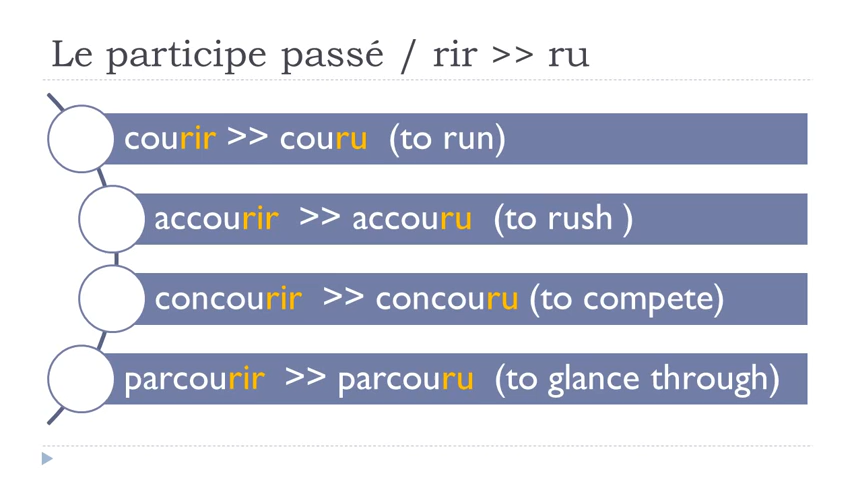 Le participe passé / rir >> ru
courir >> couru (to run)
accourir >> accouru (to rush )
concourir >> concouru (to compete)
parcourir >> parcouru (to glance through)